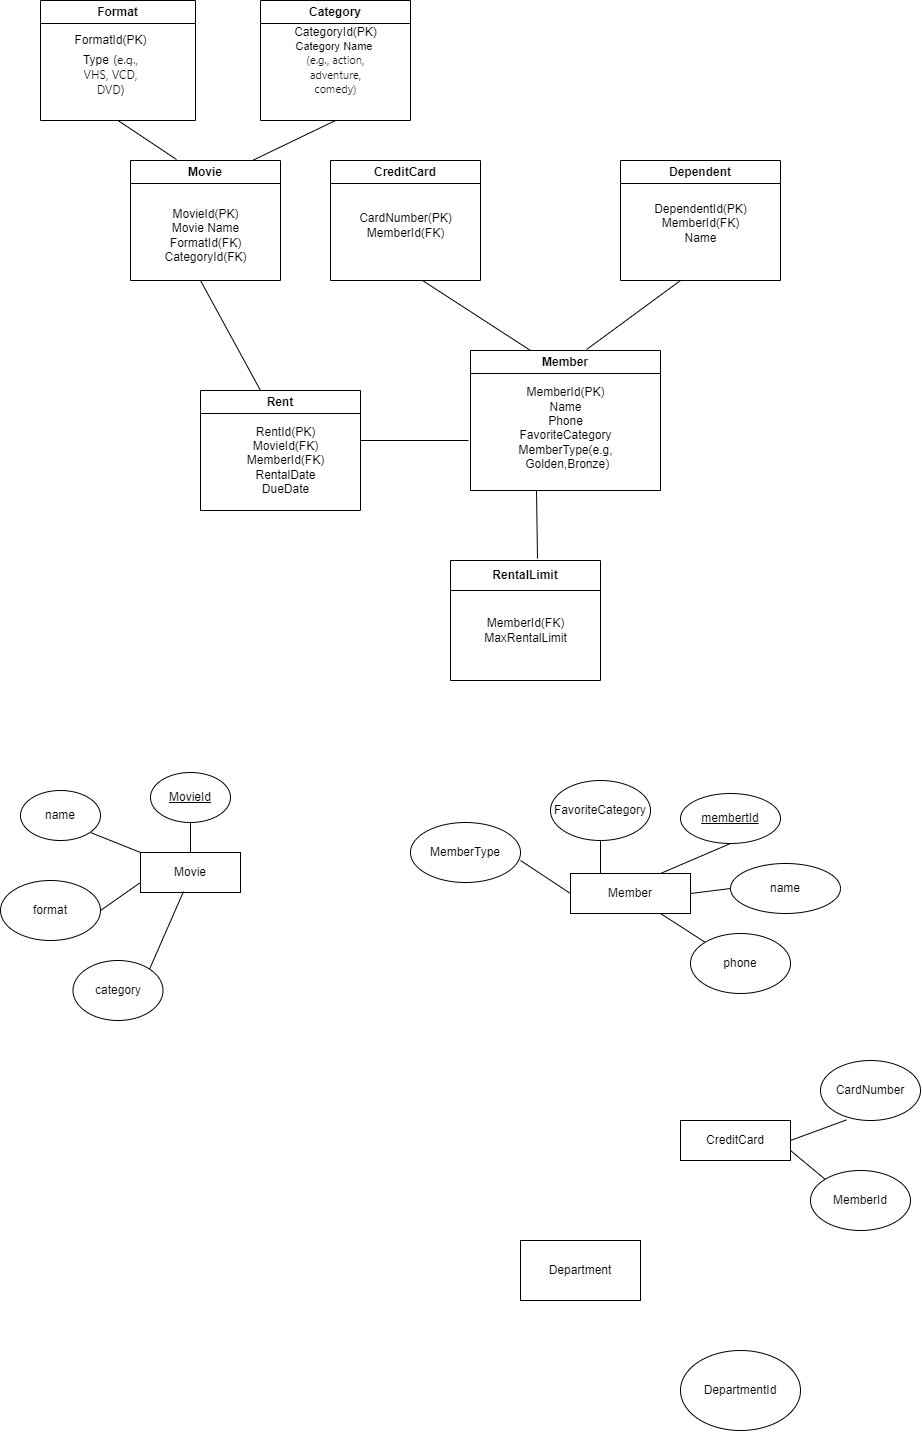 Format
FormatId(PK)
Type (e.g.,
VHS, VCD,
DVD)
Category
CategoryId(PK)
Category Name
(e.g., action,
adventure,
comedy)
Movie
MovieId(PK)
Movie Name
FormatId(FK)
CategoryId(FK)
CreditCard
CardNumber(PK)
MemberId(FK)
Dependent
DependentId(PK)
MemberId(FK)
Name
Rent
RentId(PK)
MovieId(FK)
MemberId(FK)
RentalDate
DueDate
Member
MemberId(PK)
Name
Phone
FavoriteCategory
MemberType(e.g,
Golden,Bronze)
RentalLimit
MemberId(FK)
MaxRentalLimit
name
MovieId
Movie
format
category
FavoriteCategory
membertId
MemberType
Member
name
phone
CardNumber
CreditCard
MemberId
Department
DepartmentId